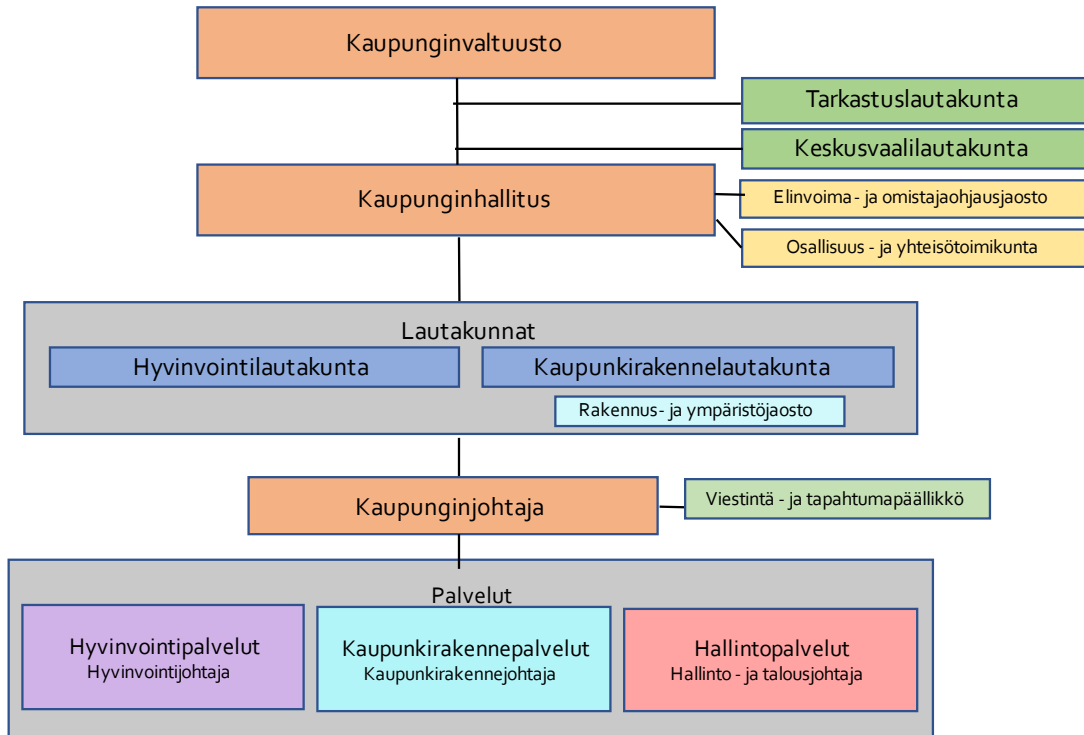 Kaupunginvaltuusto
Tarkastuslautakunta
Keskusvaalilautakunta
Kaupunginhallitus
Elinvoima - ja omistajaohjausjaosto
Osallisuus - ja yhteisötoimikunta
Lautakunnat
Hyvinvointilautakunta
Kaupunkirakennelautakunta
Rakennus- ja ympäristöjaosto
Kaupunginjohtaja
Viestintä - ja tapahtumapäällikkö
Palvelut
Hyvinvointipalvelut
Hyvinvointijohtaja
Kaupunkirakennepalvelut
Kaupunkirakennejohtaja
Hallintopalvelut
Hallinto - ja talousjohtaja